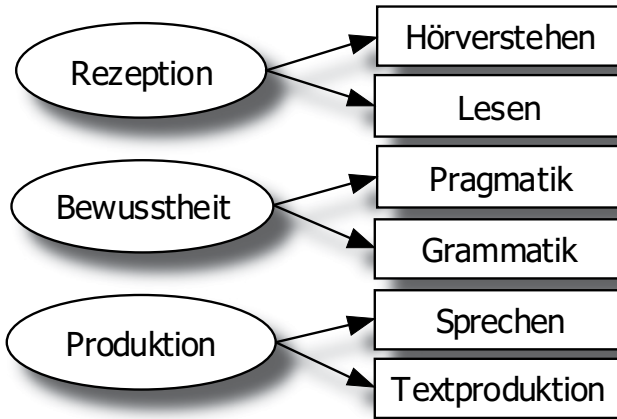 Rezeption
Hörverstehen
Lesen
Bewusstheit
Pragmatik
Grammatik
Produktion
Sprechen
Textproduktion